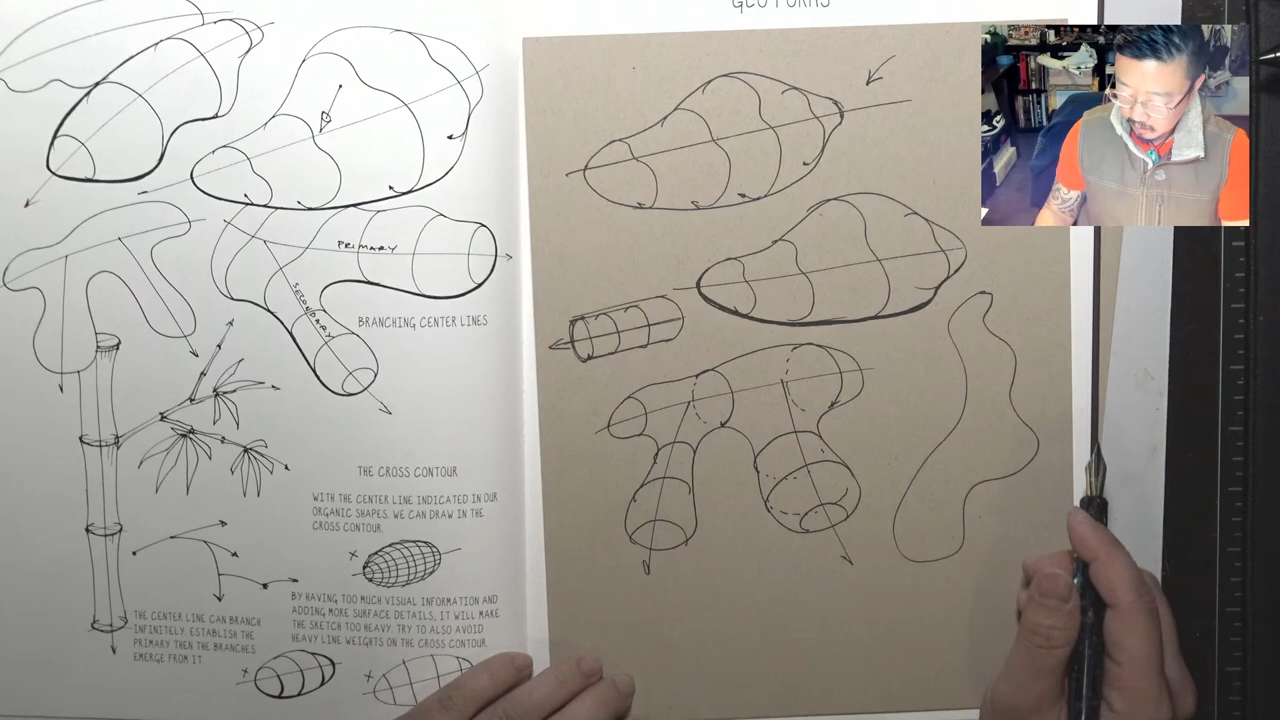 GEO FORMS
PRIMARY
SECONDARY
BRANCHING CENTER LINES
THE CROSS CONTOUR
WITH THE CENTER LINE INDICATED IN OUR
ORGANIC SHAPES. WE CAN DRAW IN THE
CROSS CONTOUR.
BY HAVING TOO MUCH VISUAL INFORMATION AND
ADDING MORE SURFACE DETAILS, IT WILL MAKE
THE SKETCH TOO HEAVY. TRY TO ALSO AVOID
HEAVY LINE WEIGHTS ON THE CROSS CONTOUR.
THE CENTER LINE CAN BRANCH
INFINITELY. ESTABLISH THE
PRIMARY THEN THE BRANCHES
EMERGE FROM IT.